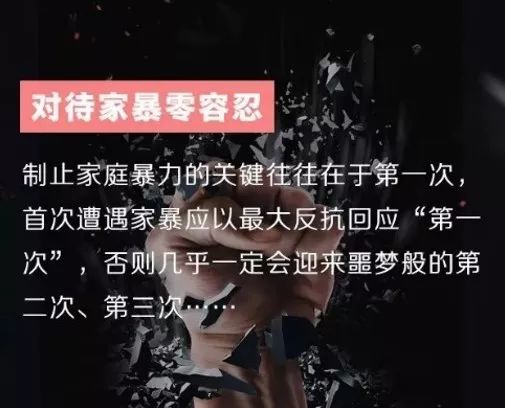 对待家暴零容忍
制止家庭暴力的关键往往在于第一次，
首次遭遇家暴应以最大反抗回应“第一
次”，否则几乎一定会迎来噩梦般的第
二次、第三次……